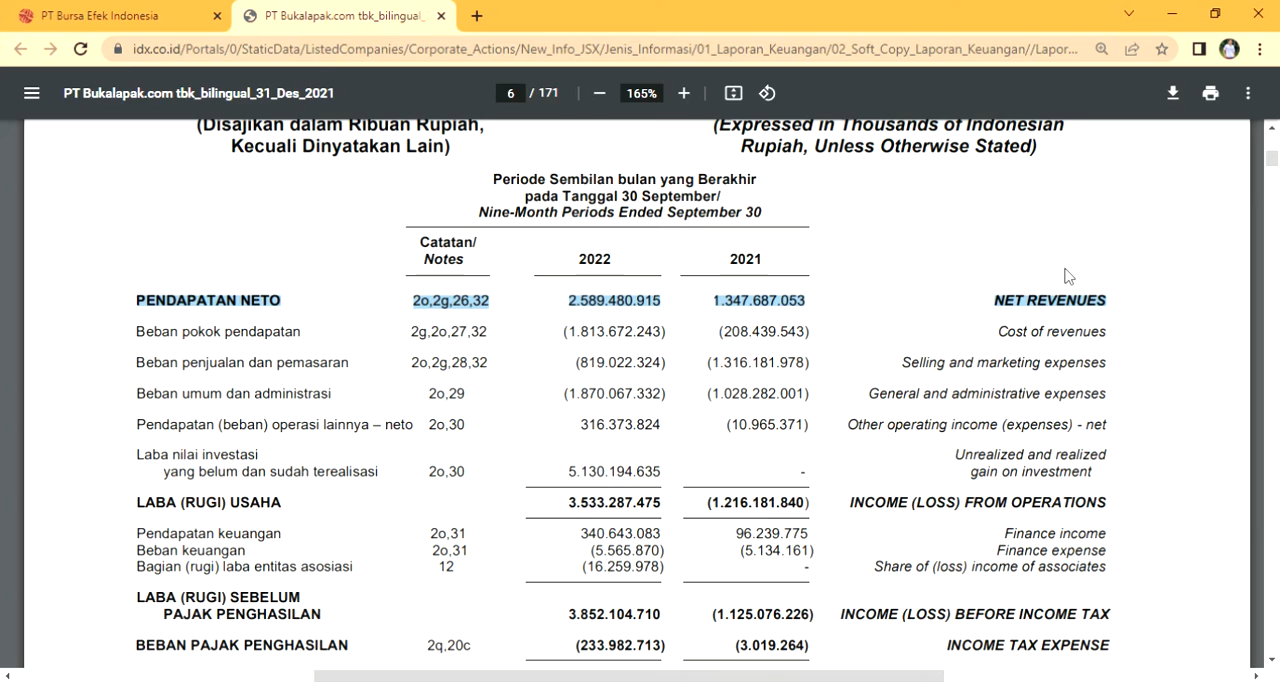 PT Bursa Efek Indonesia
PT Bukalapak.com tbk_bilingual_
idx.co.id/Portals/0/StaticData/ListedCompanies/Corporate_Actions/New_Info_JSX/Jenis_Informasi/01_Laporan_Keuangan/02_Soft_Copy_Laporan_Keuangan//Lapor...
PT Bukalapak.com tbk_bilingual_31_Des_2021 6 / 171 165%
(Disajikan dalam Ribuan Rupiah, (Expressed in Thousands of Indonesian
Kecuali Dinyatakan Lain) Rupiah, Unless Otherwise Stated)
Periode Sembilan bulan yang Berakhir
pada Tanggal 30 September/
Nine-Month Periods Ended September 30
Catatan/
Notes 2022 2021
PENDAPATAN NETO 2o,2g,26,32 2.589.480.915 1.347.687.053 NET REVENUES
Beban pokok pendapatan 2g,2o,27,32 (1.813.672.243) (208.439.543) Cost of revenues
Beban penjualan dan pemasaran 2o,2g,28,32 (819.022.324) (1.316.181.978) Selling and marketing expenses
Beban umum dan administrasi 2o,29 (1.870.067.332) (1.028.282.001) General and administrative expenses
Pendapatan (beban) operasi lainnya – neto 2o,30 316.373.824 (10.965.371) Other operating income (expenses) - net
Laba nilai investasi Unrealized and realized
yang belum dan sudah terealisasi 2o,30 5.130.194.635 - gain on investment
LABA (RUGI) USAHA 3.533.287.475 (1.216.181.840) INCOME (LOSS) FROM OPERATIONS
Pendapatan keuangan 2o,31 340.643.083 96.239.775 Finance income
Beban keuangan 2o,31 (5.565.870) (5.134.161) Finance expense
Bagian (rugi) laba entitas asosiasi 12 (16.259.978) - Share of (loss) income of associates
LABA (RUGI) SEBELUM
PAJAK PENGHASILAN 3.852.104.710 (1.125.076.226) INCOME (LOSS) BEFORE INCOME TAX
BEBAN PAJAK PENGHASILAN 2q,20c (233.982.713) (3.019.264) INCOME TAX EXPENSE